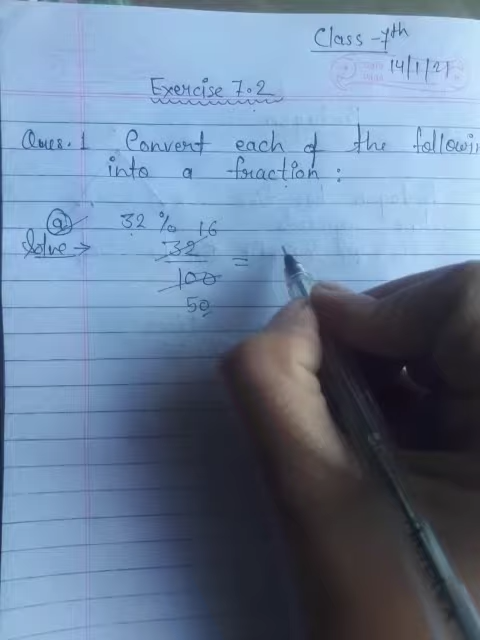 Class - 7th
14/1/21
Exercise 7.2
Ques. 1 Convert each of the followin
into a fraction :
(a) 32 %
Solve → 32/100 =
16
50